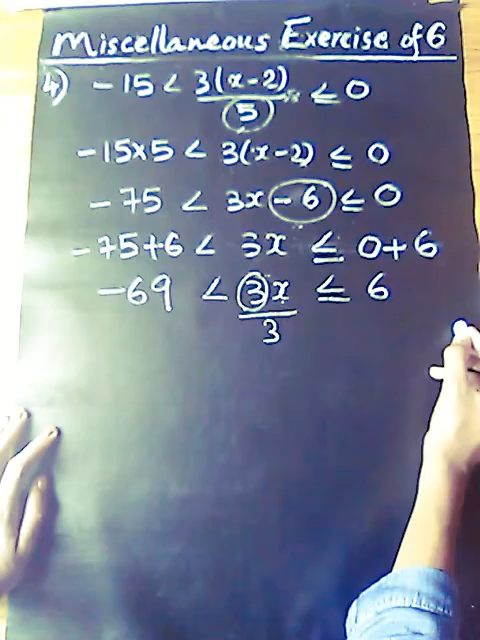 Miscellaneous Exercise of 6
4) -15 < 3(x-2)/5 ≤ 0
-15×5 < 3(x-2) ≤ 0
-75 < 3x - 6 ≤ 0
-75+6 < 3x ≤ 0+6
-69 < 3x/3 ≤ 6